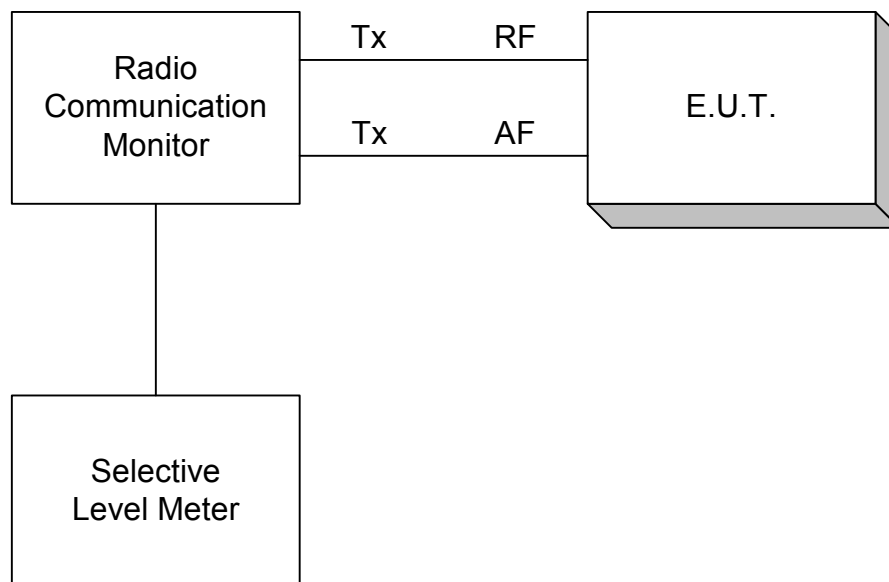 Radio
Communication
Monitor
Tx RF
Tx AF
E.U.T.
Selective
Level Meter